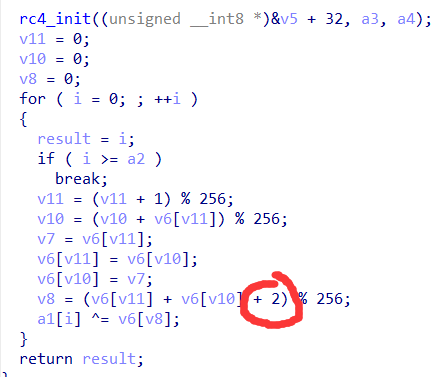 rc4_init((unsigned __int8 *)&v5 + 32, a3, a4);
v11 = 0;
v10 = 0;
v8 = 0;
for ( i = 0; ; ++i )
{
result = i;
if ( i >= a2 )
break;
v11 = (v11 + 1) % 256;
v10 = (v10 + v6[v11]) % 256;
v7 = v6[v11];
v6[v11] = v6[v10];
v6[v10] = v7;
v8 = (v6[v11] + v6[v10] + 2) % 256;
a1[i] ^= v6[v8];
}
return result;